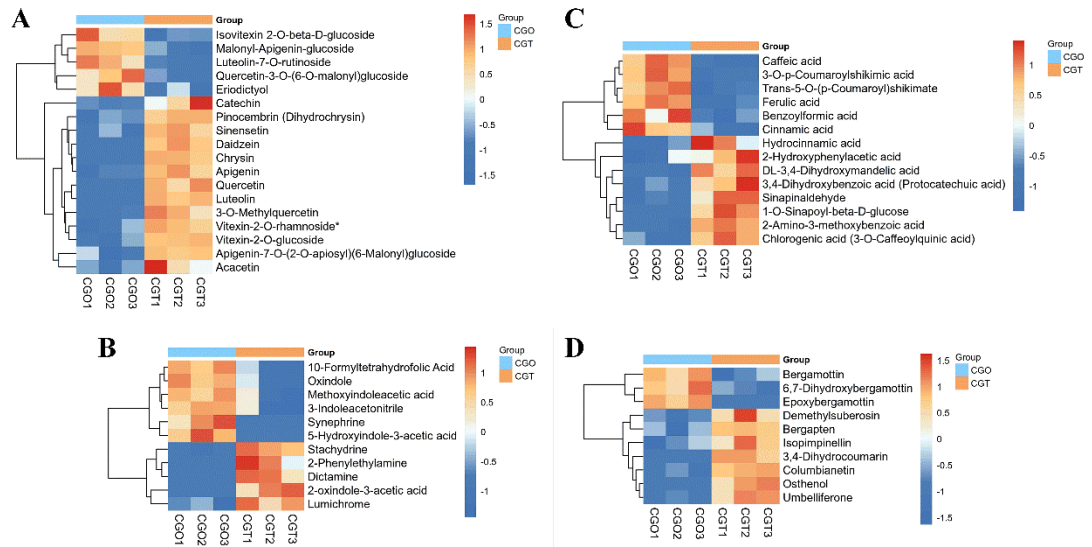 A
Group
Isovitexin 2-O-beta-D-glucoside
Malonyl-Apigenin-glucoside
Luteolin-7-O-rutinoside
Quercetin-3-O-(6-O-malonyl)glucoside
Eriodictyol
Catechin
Pinocembrin (Dihydrochrysin)
Sinensetin
Daidzein
Chrysin
Apigenin
Quercetin
Luteolin
3-O-Methylquercetin
Vitexin-2-O-rhamnoside*
Vitexin-2-O-glucoside
Apigenin-7-O-(2-O-apiosyl)(6-Malonyl)glucoside
Acacetin
CGO1
CGO2
CGO3
CGT1
CGT2
CGT3
1.5
1
0.5
0
-0.5
-1
-1.5
Group
CGO
CGT
C
Group
Caffeic acid
3-O-p-Coumaroylshikimic acid
Trans-5-O-(p-Coumaroyl)shikimate
Ferulic acid
Benzoylformic acid
Cinnamic acid
Hydrocinnamic acid
2-Hydroxyphenylacetic acid
DL-3,4-Dihydroxymandelic acid
3,4-Dihydroxybenzoic acid (Protocatechuic acid)
Sinapinaldehyde
1-O-Sinapoyl-beta-D-glucose
2-Amino-3-methoxybenzoic acid
Chlorogenic acid (3-O-Caffeoylquinic acid)
CGO1
CGO2
CGO3
CGT1
CGT2
CGT3
1
0.5
0
-0.5
-1
Group
CGO
CGT
B
Group
10-Formyltetrahydrofolic Acid
Oxindole
Methoxyindoleacetic acid
3-Indoleacetonitrile
Synephrine
5-Hydroxyindole-3-acetic acid
Stachydrine
2-Phenylethylamine
Dictamine
2-oxindole-3-acetic acid
Lumichrome
CGO1
CGO2
CGO3
CGT1
CGT2
CGT3
1
0.5
0
-0.5
-1
Group
CGO
CGT
D
Group
Bergamottin
6,7-Dihydroxybergamottin
Epoxybergamottin
Demethylsuberosin
Bergapten
Isopimpinellin
3,4-Dihydrocoumarin
Columbianetin
Osthenol
Umbelliferone
CGO1
CGO2
CGO3
CGT1
CGT2
CGT3
1.5
1
0.5
0
-0.5
-1
-1.5
Group
CGO
CGT